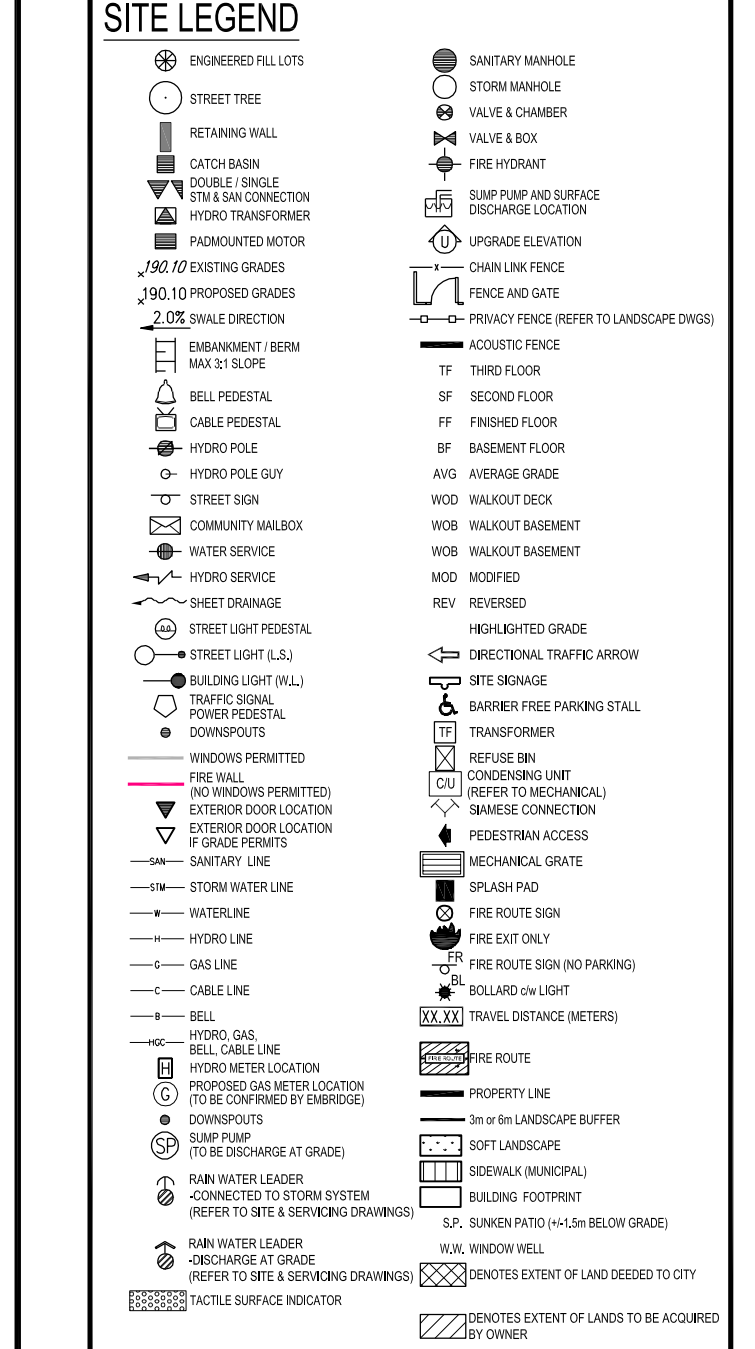 SITE LEGEND
ENGINEERED FILL LOTS
STREET TREE
RETAINING WALL
CATCH BASIN
DOUBLE / SINGLE
STM & SAN CONNECTION
HYDRO TRANSFORMER
PADMOUNTED MOTOR
x190.10 EXISTING GRADES
x190.10 PROPOSED GRADES
2.0% SWALE DIRECTION
EMBANKMENT / BERM
MAX 3:1 SLOPE
BELL PEDESTAL
CABLE PEDESTAL
HYDRO POLE
HYDRO POLE GUY
STREET SIGN
COMMUNITY MAILBOX
WATER SERVICE
HYDRO SERVICE
SHEET DRAINAGE
STREET LIGHT PEDESTAL
STREET LIGHT (L.S.)
BUILDING LIGHT (W.L.)
TRAFFIC SIGNAL
POWER PEDESTAL
DOWNSPOUTS
WINDOWS PERMITTED
FIRE WALL
(NO WINDOWS PERMITTED)
EXTERIOR DOOR LOCATION
EXTERIOR DOOR LOCATION
IF GRADE PERMITS
SAN SANITARY LINE
STM STORM WATER LINE
W WATERLINE
H HYDRO LINE
G GAS LINE
C CABLE LINE
B BELL
HGC HYDRO, GAS,
BELL, CABLE LINE
H HYDRO METER LOCATION
G PROPOSED GAS METER LOCATION
(TO BE CONFIRMED BY EMBRIDGE)
DOWNSPOUTS
SP SUMP PUMP
(TO BE DISCHARGE AT GRADE)
RAIN WATER LEADER
-CONNECTED TO STORM SYSTEM
(REFER TO SITE & SERVICING DRAWINGS)
RAIN WATER LEADER
-DISCHARGE AT GRADE
(REFER TO SITE & SERVICING DRAWINGS)
TACTILE SURFACE INDICATOR
SANITARY MANHOLE
STORM MANHOLE
VALVE & CHAMBER
VALVE & BOX
FIRE HYDRANT
SUMP PUMP AND SURFACE
DISCHARGE LOCATION
U UPGRADE ELEVATION
x CHAIN LINK FENCE
FENCE AND GATE
PRIVACY FENCE (REFER TO LANDSCAPE DWGS)
ACOUSTIC FENCE
TF THIRD FLOOR
SF SECOND FLOOR
FF FINISHED FLOOR
BF BASEMENT FLOOR
AVG AVERAGE GRADE
WOD WALKOUT DECK
WOB WALKOUT BASEMENT
WOB WALKOUT BASEMENT
MOD MODIFIED
REV REVERSED
HIGHLIGHTED GRADE
DIRECTIONAL TRAFFIC ARROW
SITE SIGNAGE
BARRIER FREE PARKING STALL
TF TRANSFORMER
REFUSE BIN
C/U CONDENSING UNIT
(REFER TO MECHANICAL)
SIAMESE CONNECTION
PEDESTRIAN ACCESS
MECHANICAL GRATE
SPLASH PAD
FIRE ROUTE SIGN
FIRE EXIT ONLY
FR FIRE ROUTE SIGN (NO PARKING)
BL BOLLARD c/w LIGHT
XX.XX TRAVEL DISTANCE (METERS)
FIRE ROUTE FIRE ROUTE
PROPERTY LINE
3m or 6m LANDSCAPE BUFFER
SOFT LANDSCAPE
SIDEWALK (MUNICIPAL)
BUILDING FOOTPRINT
S.P. SUNKEN PATIO (+/-1.5m BELOW GRADE)
W.W. WINDOW WELL
DENOTES EXTENT OF LAND DEEDED TO CITY
DENOTES EXTENT OF LANDS TO BE ACQUIRED
BY OWNER